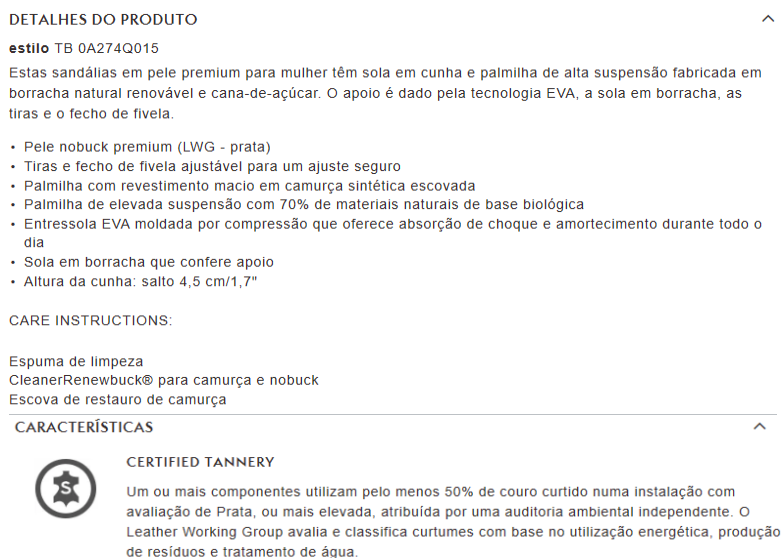 DETALHES DO PRODUTO
estilo TB 0A274Q015
Estas sandálias em pele premium para mulher têm sola em cunha e palmilha de alta suspensão fabricada em
borracha natural renovável e cana-de-açúcar. O apoio é dado pela tecnologia EVA, a sola em borracha, as
tiras e o fecho de fivela.
• Pele nobuck premium (LWG - prata)
• Tiras e fecho de fivela ajustável para um ajuste seguro
• Palmilha com revestimento macio em camurça sintética escovada
• Palmilha de elevada suspensão com 70% de materiais naturais de base biológica
• Entressola EVA moldada por compressão que oferece absorção de choque e amortecimento durante todo o
dia
• Sola em borracha que confere apoio
• Altura da cunha: salto 4,5 cm/1,7"
CARE INSTRUCTIONS:
Espuma de limpeza
CleanerRenewbuck® para camurça e nobuck
Escova de restauro de camurça
CARACTERÍSTICAS
CERTIFIED TANNERY
S
Um ou mais componentes utilizam pelo menos 50% de couro curtido numa instalação com
avaliação de Prata, ou mais elevada, atribuída por uma auditoria ambiental independente. O
Leather Working Group avalia e classifica curtumes com base no utilização energética, produção
de resíduos e tratamento de água.